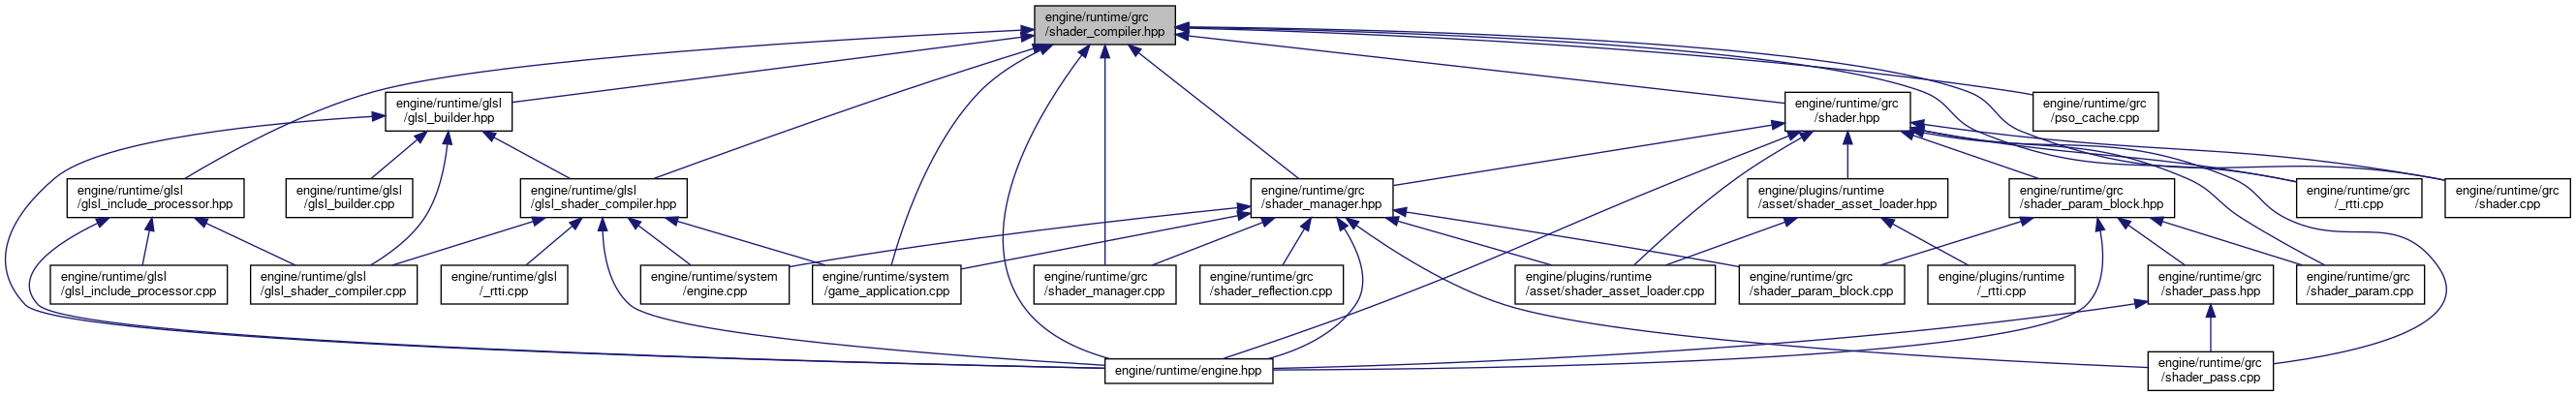 engine/runtime/grc
/shader_compiler.hpp
engine/runtime/glsl
/glsl_builder.hpp
engine/runtime/grc
/shader.hpp
engine/runtime/grc
/pso_cache.cpp
engine/runtime/glsl
/glsl_include_processor.hpp
engine/runtime/glsl
/glsl_builder.cpp
engine/runtime/glsl
/glsl_shader_compiler.hpp
engine/runtime/grc
/shader_manager.hpp
engine/plugins/runtime
asset/shader_asset_loader.hpp
engine/runtime/grc
/shader_param_block.hpp
engine/runtime/grc
/_rtti.cpp
engine/runtime/grc
/shader.cpp
engine/runtime/glsl
/glsl_include_processor.cpp
engine/runtime/glsl
/glsl_shader_compiler.cpp
engine/runtime/glsl
/_rtti.cpp
engine/runtime/system
/engine.cpp
engine/runtime/system
/game_application.cpp
engine/runtime/grc
/shader_manager.cpp
engine/runtime/grc
/shader_reflection.cpp
engine/plugins/runtime
/asset/shader_asset_loader.cpp
engine/runtime/grc
/shader_param_block.cpp
engine/plugins/runtime
/_rtti.cpp
engine/runtime/grc
/shader_pass.hpp
engine/runtime/grc
/shader_param.cpp
engine/runtime/engine.hpp
engine/runtime/grc
/shader_pass.cpp